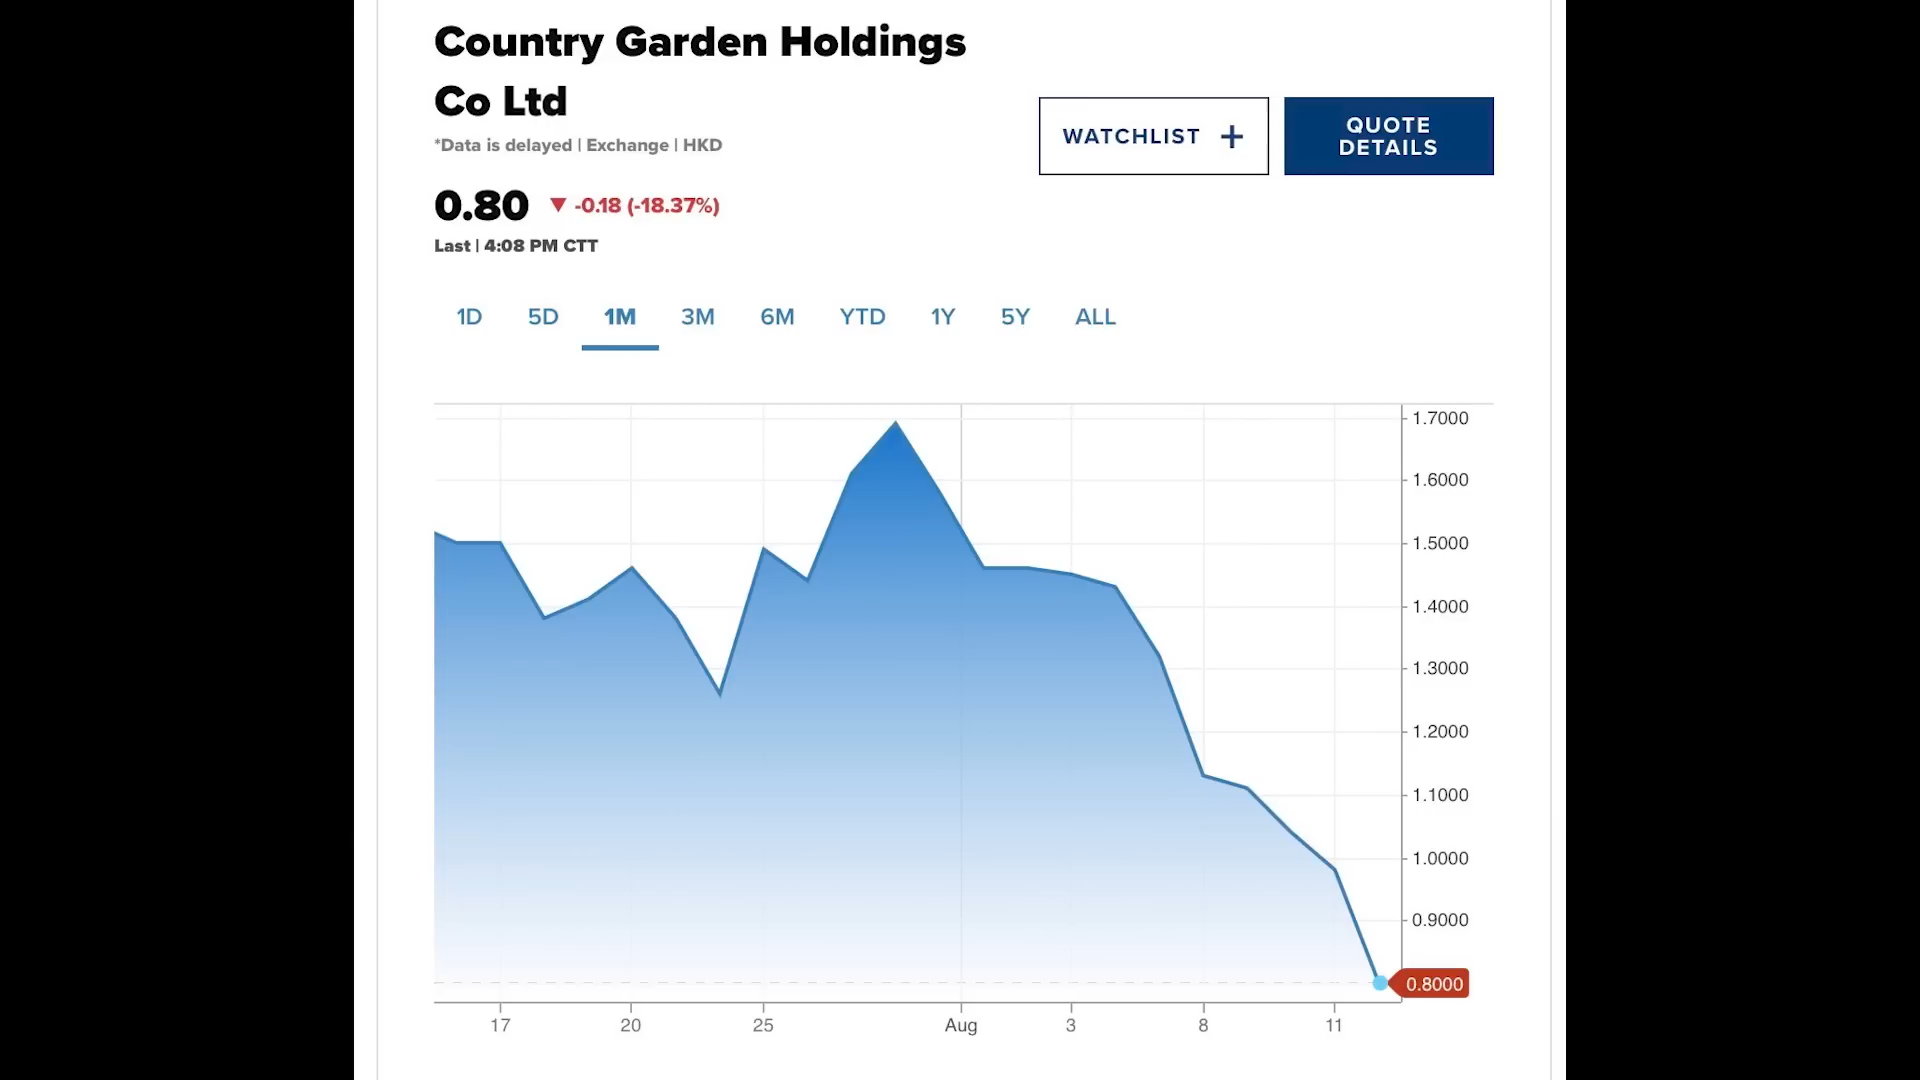 Country Garden Holdings
Co Ltd
*Data is delayed | Exchange | HKD
WATCHLIST +
QUOTE
DETAILS
0.80 ▼ -0.18 (-18.37%)
Last | 4:08 PM CTT
1D 5D 1M 3M 6M YTD 1Y 5Y ALL
1.7000
1.6000
1.5000
1.4000
1.3000
1.2000
1.1000
1.0000
0.9000
0.8000
17 20 25 Aug 3 8 11